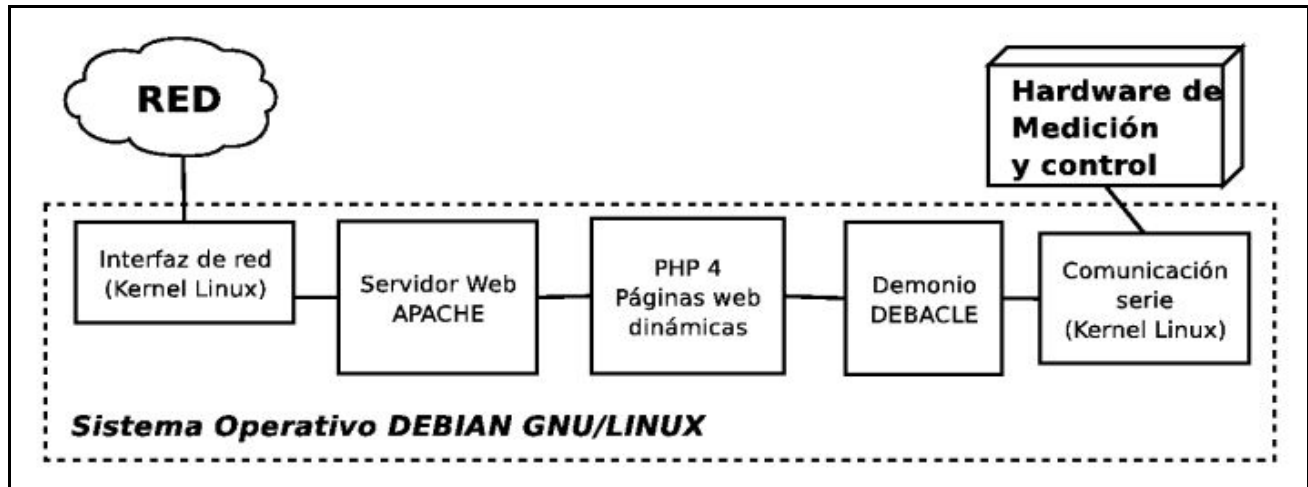 RED
Hardware de
Medición
y control
Interfaz de red
(Kernel Linux)
Servidor Web
APACHE
PHP 4
Páginas web
dinámicas
Demonio
DEBACLE
Comunicación
serie
(Kernel Linux)
Sistema Operativo DEBIAN GNU/LINUX